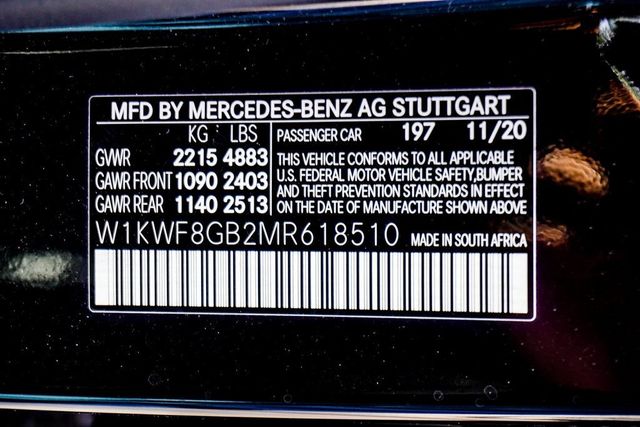 MFD BY MERCEDES-BENZ AG STUTTGART
KG LBS
GVWR 2215 4883
GAWR FRONT 1090 2403
GAWR REAR 1140 2513
PASSENGER CAR 197 11/20
THIS VEHICLE CONFORMS TO ALL APPLICABLE
U.S. FEDERAL MOTOR VEHICLE SAFETY,BUMPER
AND THEFT PREVENTION STANDARDS IN EFFECT
ON THE DATE OF MANUFACTURE SHOWN ABOVE
W1KWF8GB2MR618510 MADE IN SOUTH AFRICA